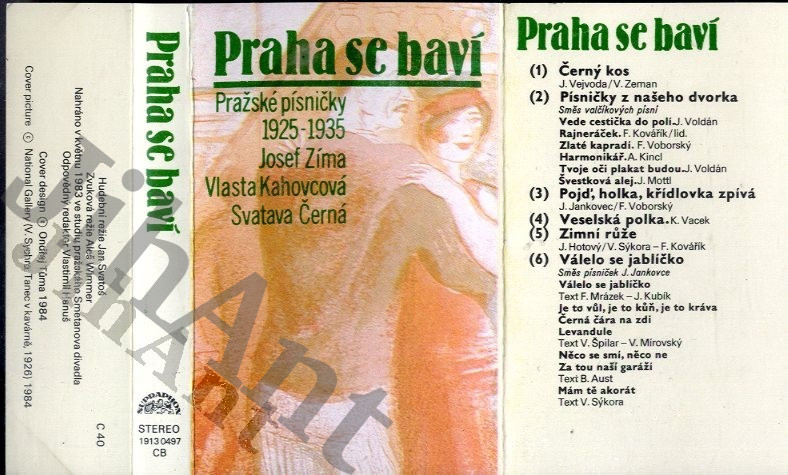 Hudební režie Jan Svatoš
Zvuková režie Aleš Wimmer
Nahráno v květnu 1983 ve studiu pražského Smetanova divadla
Odpovědný redaktor Vlastimil Hanuš
Cover design © Ondřej Tůma 1984
Cover picture © National Gallery (V. Sychra: Tanec v kavárně, 1926) 1984
C 40
Praha se baví
SUPRAPHON
STEREO
1913 0497
CB
Praha se baví
Pražské písničky
1925-1935
Josef Zíma
Vlasta Kahovcová
Svatava Černá
Praha se baví
(1) Černý kos
J. Vejvoda/V. Zeman
(2) Písničky z našeho dvorka
Směs valčíkových písní
Vede cestička do polí. J. Voldán
Rajneráček. F. Kovářík/lid.
Zlaté kapradí. F. Voborský
Harmonikář. A. Kincl
Tvoje oči plakat budou. J. Voldán
Švestková alej. J. Mottl
(3) Pojď, holka, křídlovka zpívá
J. Jankovec/F. Voborský
(4) Veselská polka. K. Vacek
(5) Zimní růže
J. Hotový/V. Sýkora – F. Kovářík
(6) Válelo se jablíčko
Směs písniček J. Jankovce
Válelo se jablíčko
Text F. Mrázek – J. Kubík
Je to vůl, je to kůň, je to kráva
Černá čára na zdi
Levandule
Text V. Špilar – V. Mírovský
Něco se smí, něco ne
Za tou naší garáží
Text B. Aust
Mám tě akorát
Text V. Sýkora
JihAnt
JihAnt